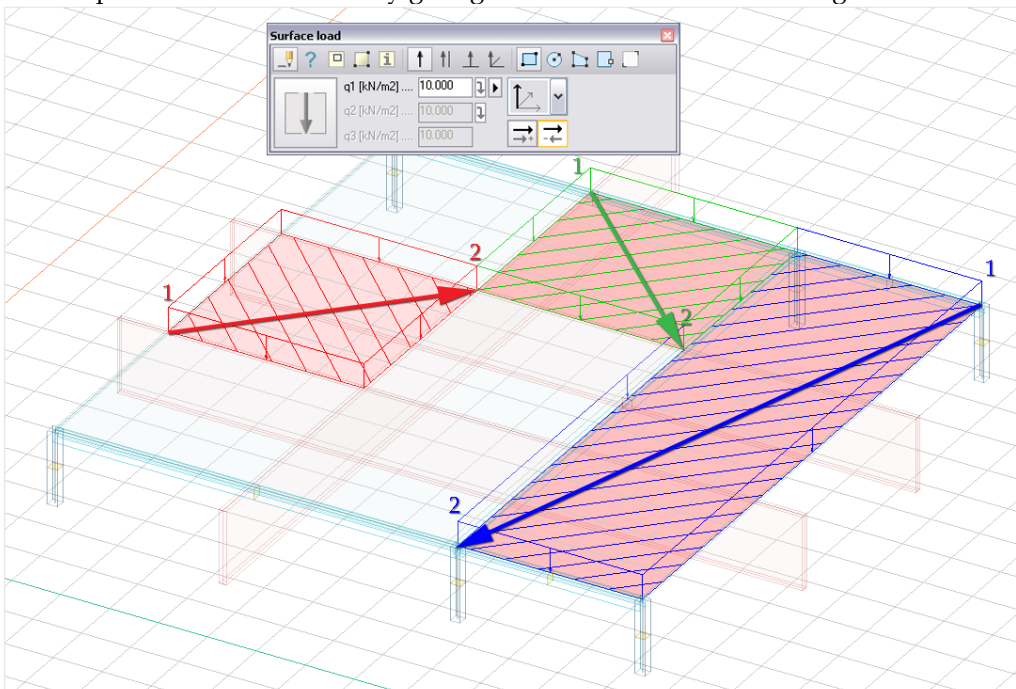 Surface load
q1 [kN/m2] .... 10.000
q2 [kN/m2] .... 10.000
q3 [kN/m2] .... 10.000
1
1
2
1
2
2